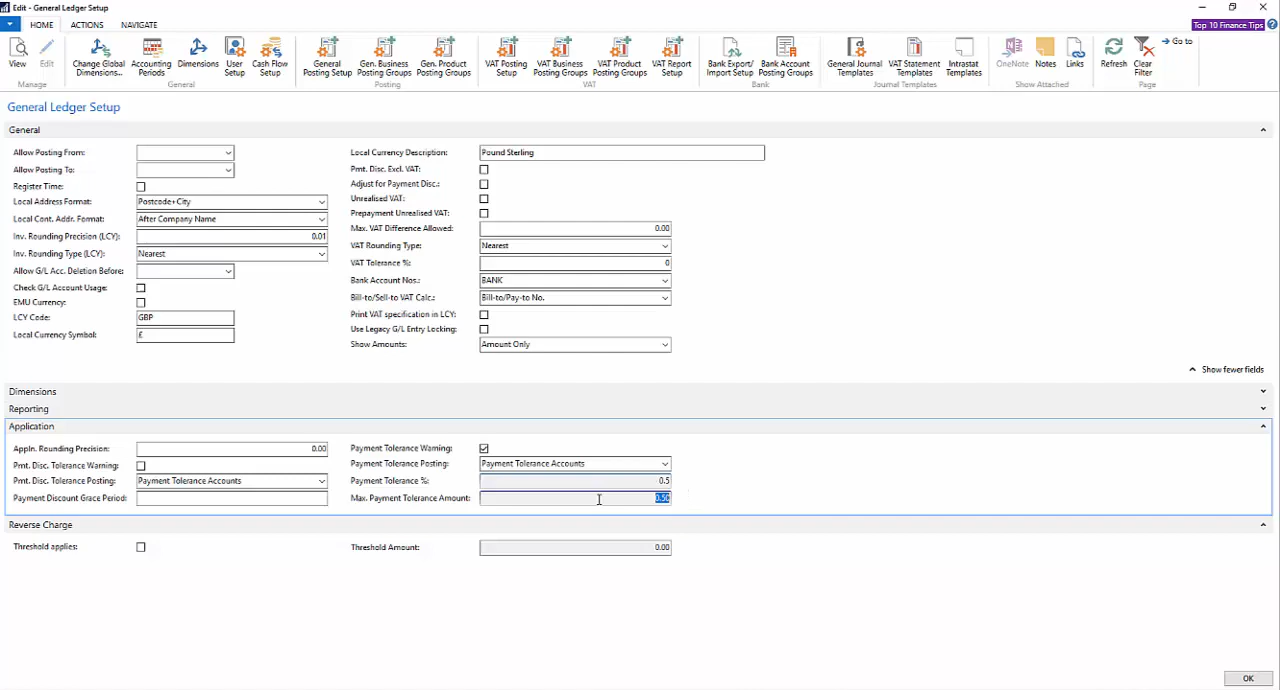 Edit - General Ledger Setup
HOME ACTIONS NAVIGATE
Top 10 Finance Tips
View
Edit
Manage
Change Global Dimensions...
Accounting Periods
Dimensions
User Setup
Cash Flow Setup
General
General Posting Setup
Gen. Business Posting Groups
Gen. Product Posting Groups
Posting
VAT Posting Setup
VAT Business Posting Groups
VAT Product Posting Groups
VAT Report Setup
VAT
Bank Export/ Import Setup
Bank Account Posting Groups
Bank
General Journal Templates
VAT Statement Templates
Intrastat Templates
Journal Templates
OneNote
Notes
Links
Show Attached
Refresh
Clear Filter
Go to
Page
General Ledger Setup
General
Allow Posting From:
Allow Posting To:
Register Time:
Local Address Format: Postcode+City
Local Cont. Addr. Format: After Company Name
Inv. Rounding Precision (LCY): 0.01
Inv. Rounding Type (LCY): Nearest
Allow G/L Acc. Deletion Before:
Check G/L Account Usage:
EMU Currency:
LCY Code: GBP
Local Currency Symbol: £
Local Currency Description: Pound Sterling
Pmt. Disc. Excl. VAT:
Adjust for Payment Disc.:
Unrealised VAT:
Prepayment Unrealised VAT:
Max. VAT Difference Allowed: 0.00
VAT Rounding Type: Nearest
VAT Tolerance %: 0
Bank Account Nos.: BANK
Bill-to/Sell-to VAT Calc.: Bill-to/Pay-to No.
Print VAT specification in LCY:
Use Legacy G/L Entry Locking:
Show Amounts: Amount Only
Show fewer fields
Dimensions
Reporting
Application
Appln. Rounding Precision: 0.00
Pmt. Disc. Tolerance Warning:
Pmt. Disc. Tolerance Posting: Payment Tolerance Accounts
Payment Discount Grace Period:
Payment Tolerance Warning:
Payment Tolerance Posting: Payment Tolerance Accounts
Payment Tolerance %: 0.5
Max. Payment Tolerance Amount: 0.50
Reverse Charge
Threshold applies:
Threshold Amount: 0.00
OK